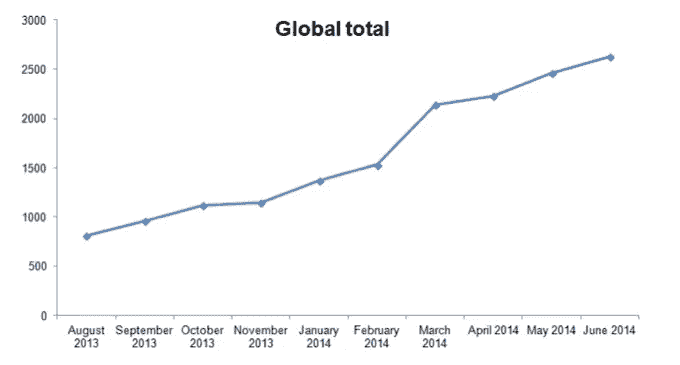 Global total
3000
2500
2000
1500
1000
500
0
August September October November January February March April 2014 May 2014 June 2014
2013 2013 2013 2013 2014 2014 2014